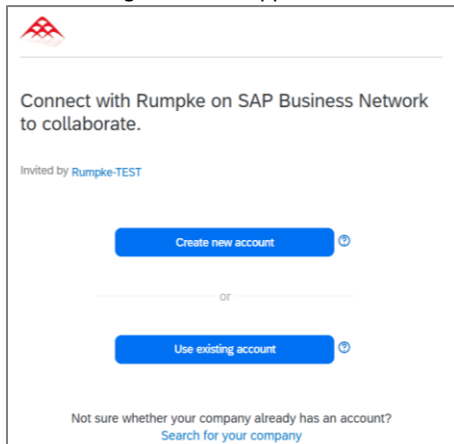 Connect with Rumpke on SAP Business Network
to collaborate.
Invited by Rumpke-TEST
Create new account
or
Use existing account
Not sure whether your company already has an account?
Search for your company